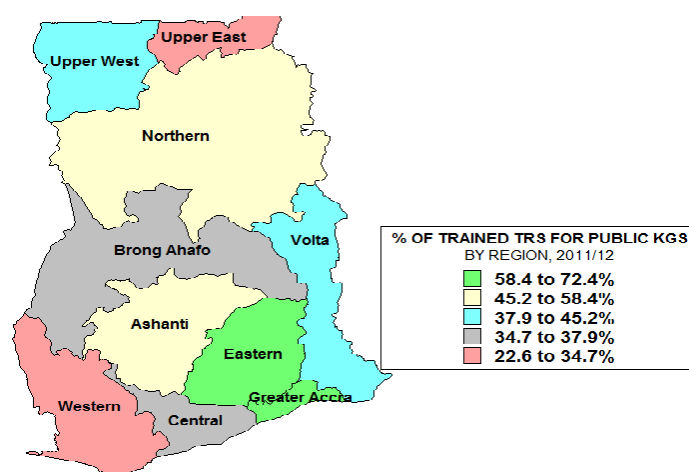 Upper East
Upper West
Northern
Volta
Brong Ahafo
Ashanti
Eastern
Greater Accra
Western
Central
% OF TRAINED TRS FOR PUBLIC KGS
BY REGION, 2011/12
58.4 to 72.4%
45.2 to 58.4%
37.9 to 45.2%
34.7 to 37.9%
22.6 to 34.7%